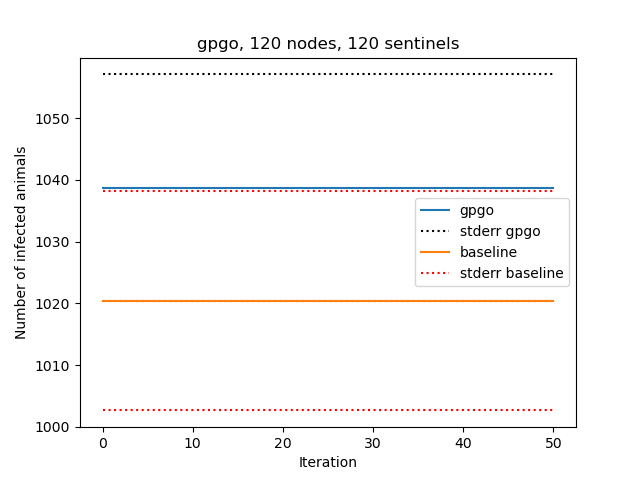 gpgo, 120 nodes, 120 sentinels
Number of infected animals
1050
1040
1030
1020
1010
1000
gpgo
stderr gpgo
baseline
stderr baseline
0
10
20
30
40
50
Iteration